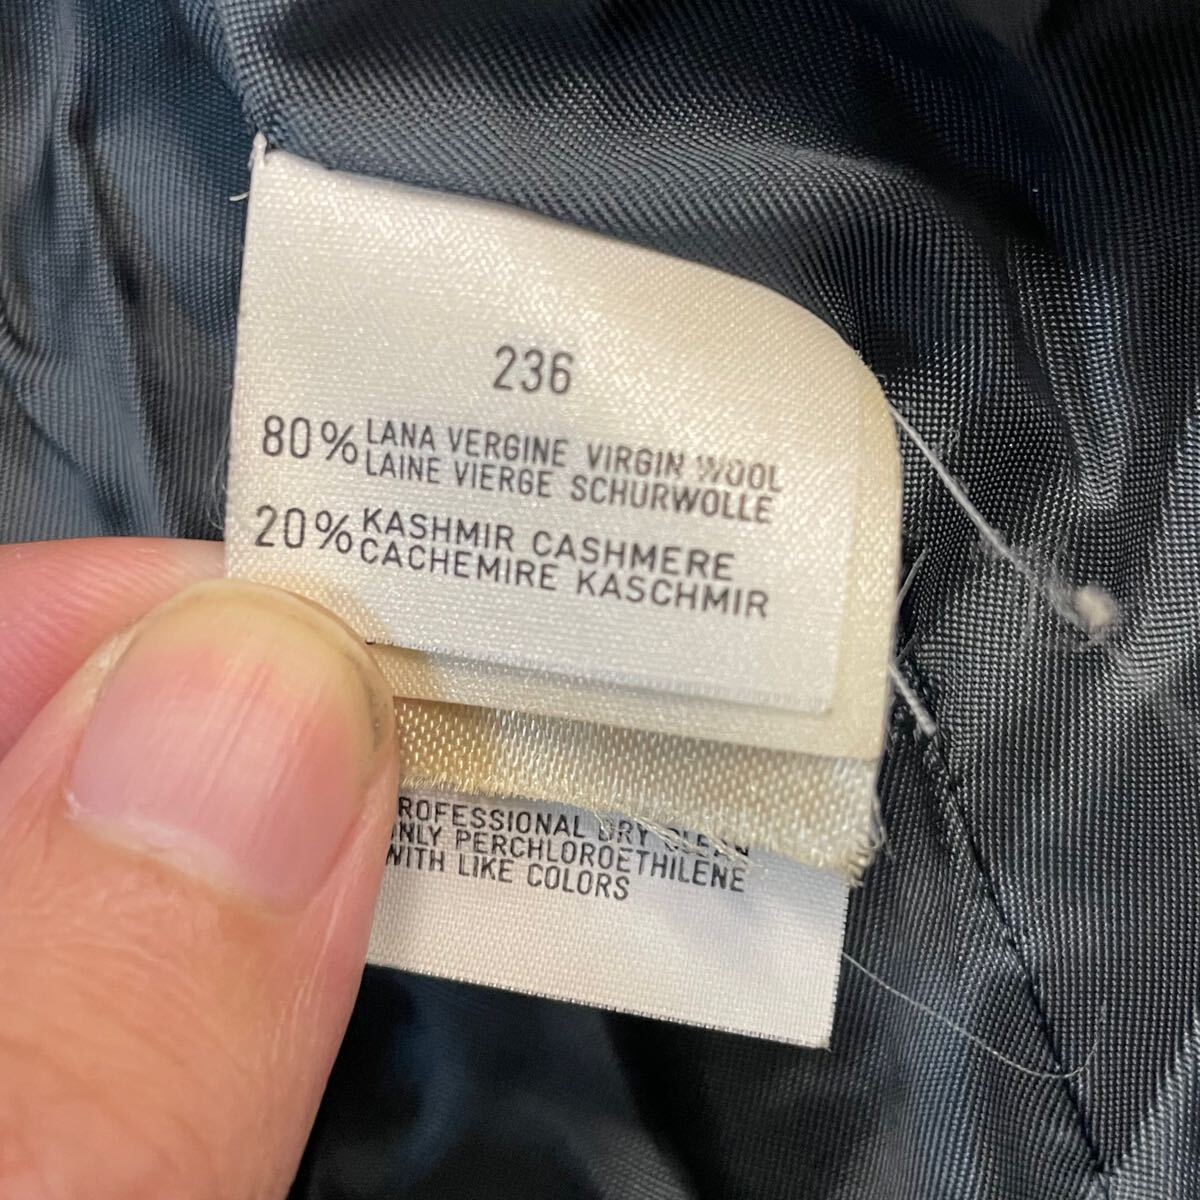 236
80% LANA VERGINE VIRGIN WOOL
LAINE VIERGE SCHURWOLLE
20% KASHMIR CASHMERE
CACHEMIRE KASCHMIR
ROFESSIONAL DRY CLEAN
ONLY PERCHLOROETHILENE
WITH LIKE COLORS